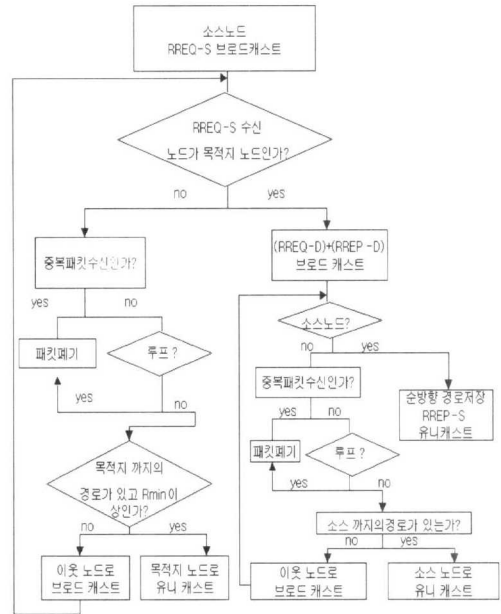 소스노드
RREQ-S 브로드캐스트
RREQ-S 수신
노드가 목적지 노드인가?
no
yes
중복패킷수신인가?
(RREQ-D)+(RREP-D)
브로드 캐스트
yes
no
소스노드?
패킷폐기
루프 ?
no
yes
중복패킷수신인가?
순방향 경로저장
RREP-S
유니캐스트
yes
no
yes
no
패킷폐기
루프 ?
목적지 까지의
경로가 있고 Rmin이
상인가?
yes
no
소스 까지의경로가 있는가?
no
yes
no
yes
이웃 노드로
브로드 캐스트
목적지 노드로
유니 캐스트
이웃 노드로
브로드 캐스트
소스 노드로
유니 캐스트